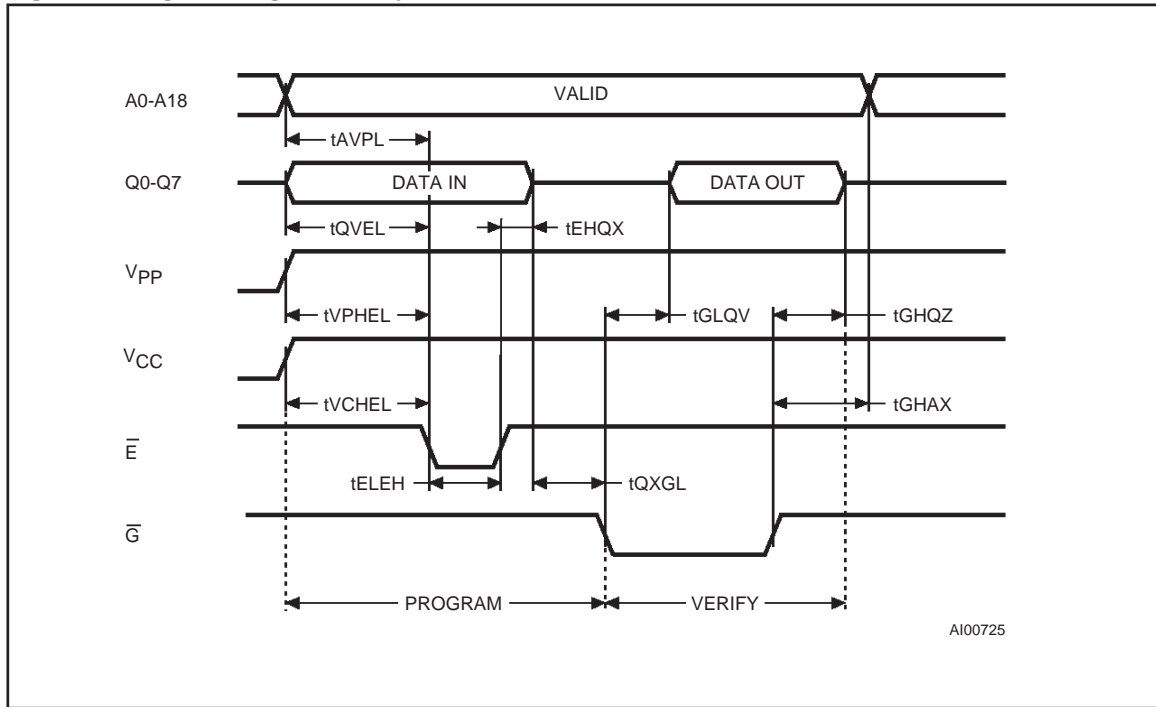 A0-A18
VALID
tAVPL
Q0-Q7
DATA IN
DATA OUT
tQVEL
tEHQX
VPP
tVPHEL
tGLQV
tGHQZ
VCC
tVCHEL
tGHAX
E̅
tELEH
tQXGL
G̅
PROGRAM
VERIFY
AI00725